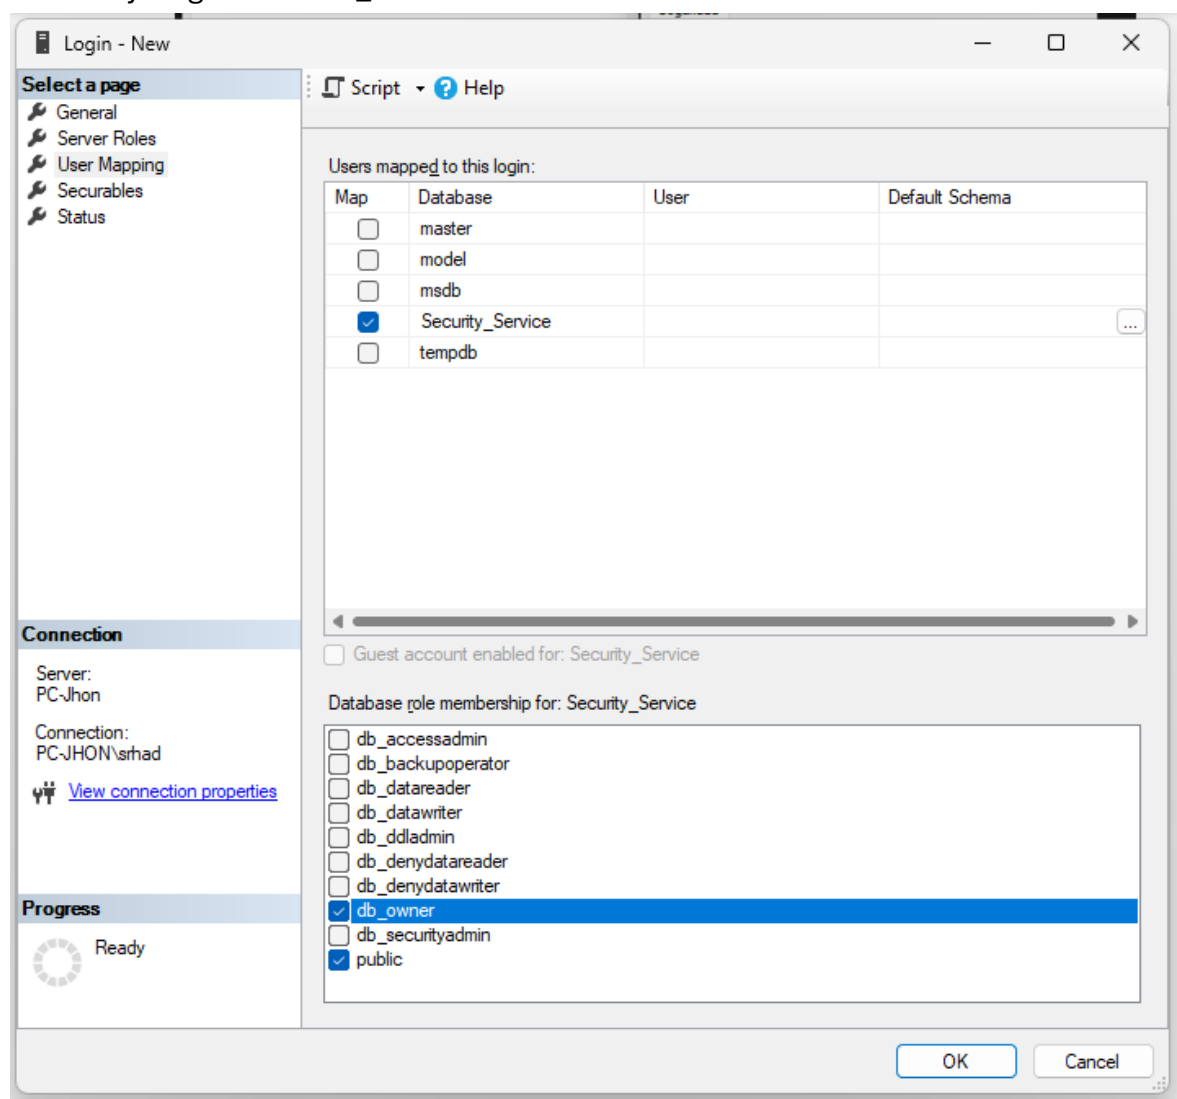 Login - New
Select a page
General
Server Roles
User Mapping
Securables
Status
Script
Help
Users mapped to this login:
Map Database User Default Schema
master
model
msdb
Security_Service
...
tempdb
Guest account enabled for: Security_Service
Database role membership for: Security_Service
db_accessadmin
db_backupoperator
db_datareader
db_datawriter
db_ddladmin
db_denydatareader
db_denydatawriter
db_owner
db_securityadmin
public
Connection
Server:
PC-Jhon
Connection:
PC-JHON\srhad
View connection properties
Progress
Ready
OK
Cancel